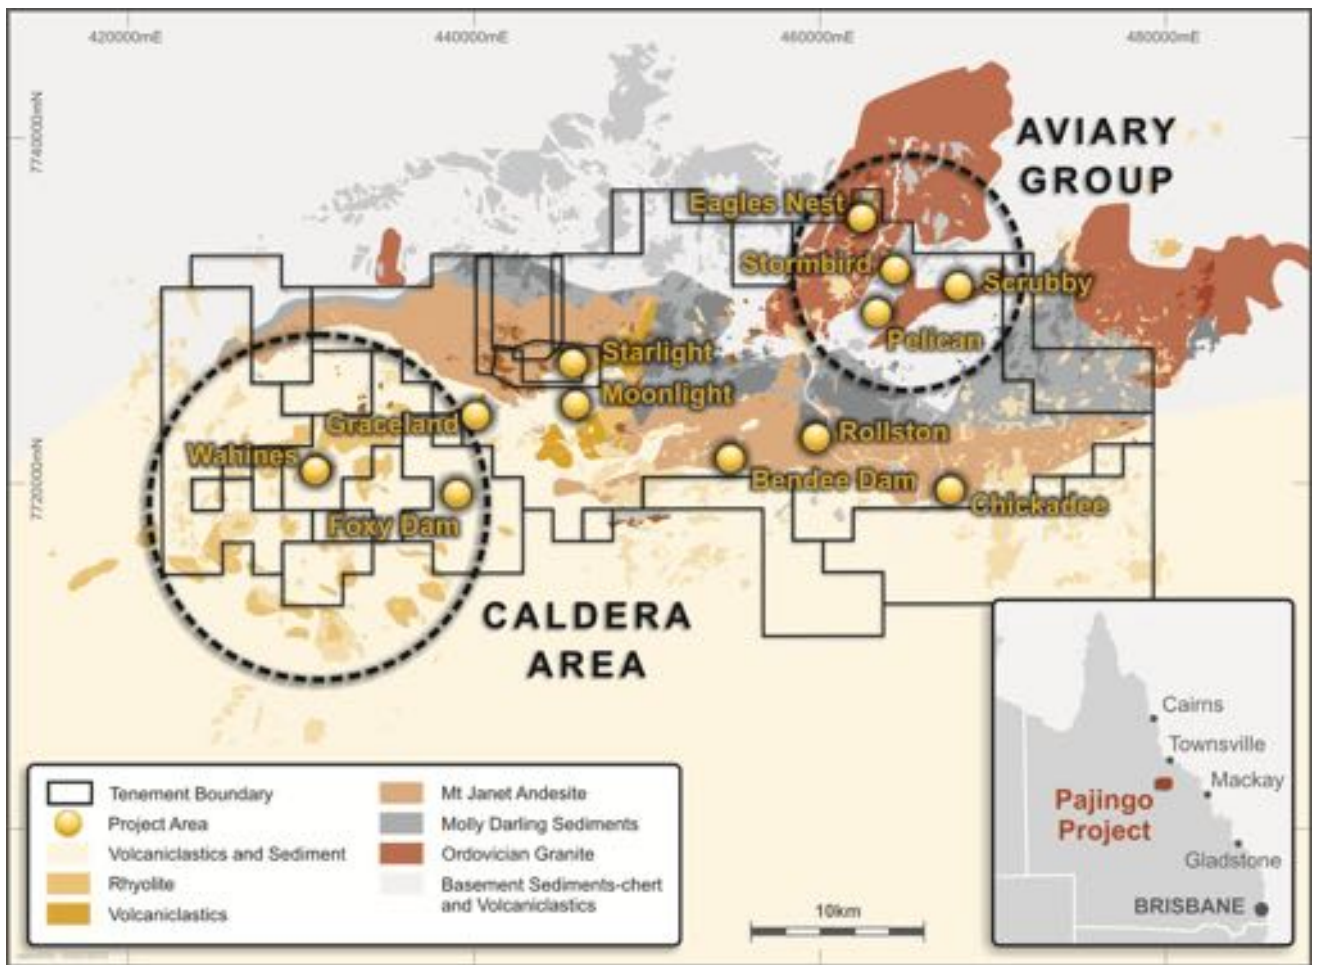 420000mE
440000mE
460000mE
480000mE
7740000mN
7720000mN
AVIARY
GROUP
Eagles Nest
Stormbird
Scrubby
Pelican
Starlight
Moonlight
Graceland
Rollston
Wahines
Bendee Dam
Chickadee
Foxy Dam
CALDERA
AREA
Cairns
Townsville
Mackay
Pajingo
Project
Gladstone
BRISBANE
Tenement Boundary
Project Area
Volcaniclastics and Sediment
Rhyolite
Volcaniclastics
Mt Janet Andesite
Molly Darling Sediments
Ordovician Granite
Basement Sediments-chert
and Volcaniclastics
10km